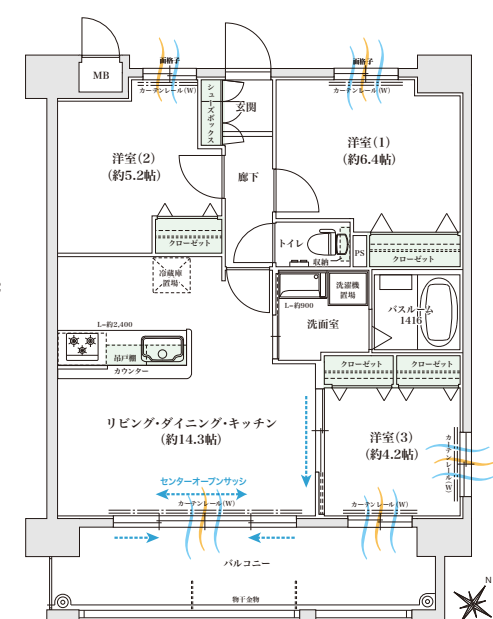 面格子
面格子
MB
カーテンレール(W)
カーテンレール(W)
シューズボックス
玄関
洋室(2)
(約5.2帖)
洋室(1)
(約6.4帖)
廊下
クローゼット
トイレ
収納
PS
クローゼット
冷蔵庫
置場
L=約900
洗濯機
置場
洗面室
バスルーム
1416
L=約2,400
吊戸棚
カウンター
クローゼット
クローゼット
リビング・ダイニング・キッチン
(約14.3帖)
洋室(3)
(約4.2帖)
カーテンレール(W)
センターオープンサッシ
カーテンレール(W)
カーテンレール(W)
バルコニー
物干金物
N